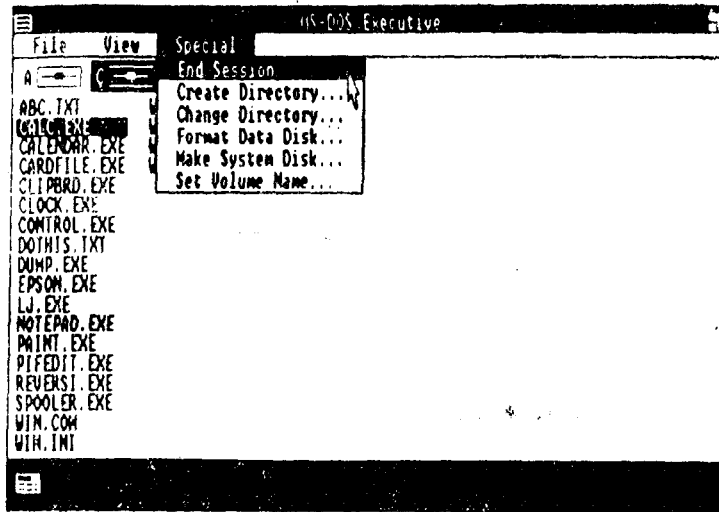 MS-DOS Executive
File View Special
A C
End Session
Create Directory...
Change Directory...
Format Data Disk...
Make System Disk...
Set Volume Name...
ABC.TXT
CALC.EXE
CALENDAR.EXE
CARDFILE.EXE
CLIPBRD.EXE
CLOCK.EXE
CONTROL.EXE
DOTHIS.TXT
DUMP.EXE
EPSON.EXE
LJ.EXE
NOTEPAD.EXE
PAINT.EXE
PIFEDIT.EXE
REVERSI.EXE
SPOOLER.EXE
WIN.COM
WIN.INI